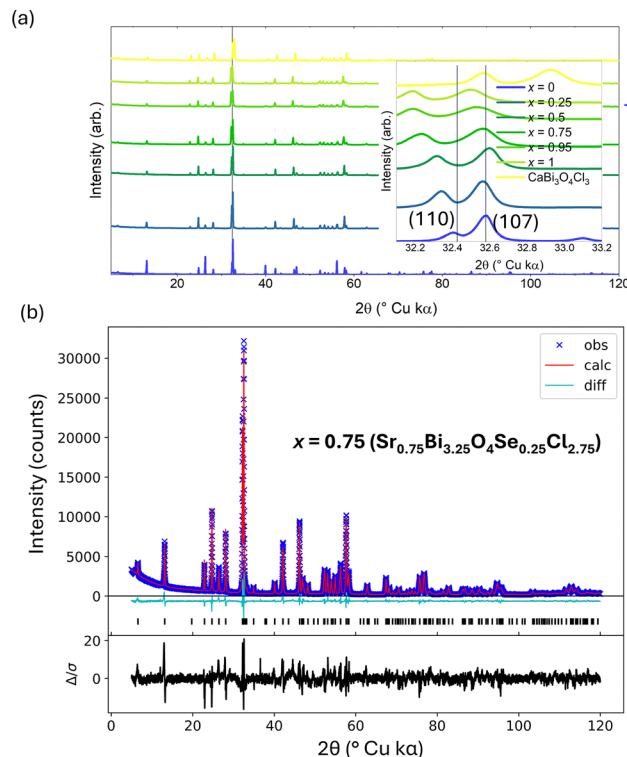 (a)
Intensity (arb.)
20
40
60
80
100
120
2θ (° Cu kα)
Intensity (arb.)
x = 0
x = 0.25
x = 0.5
x = 0.75
x = 0.95
x = 1
CaBi₃O₄Cl₃
(110)
(107)
32.2
32.4
32.6
32.8
33.0
33.2
2θ (° Cu kα)
(b)
obs
calc
diff
x = 0.75 (Sr₀.₇₅Bi₃.₂₅O₄Se₀.₂₅Cl₂.₇₅)
Intensity (counts)
30000
25000
20000
15000
10000
5000
0
Δ/σ
20
0
0
20
40
60
80
100
120
2θ (° Cu kα)